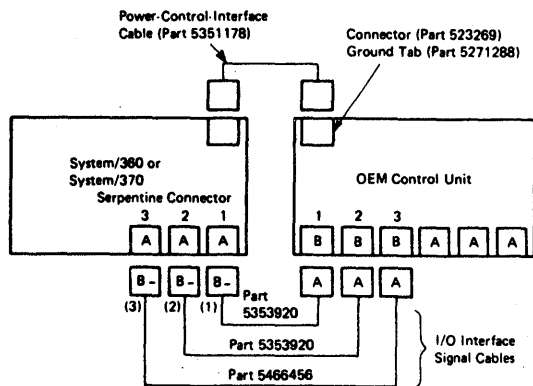 Power-Control-Interface
Cable (Part 5351178)
Connector (Part 523269)
Ground Tab (Part 5271288)
System/360 or
System/370
Serpentine Connector
OEM Control Unit
3 2 1
A A A
1 2 3
B B B A A A
B- B- B-
(3) (2) (1)
A A A
Part
5353920
Part 5353920
Part 5466456
I/O Interface
Signal Cables